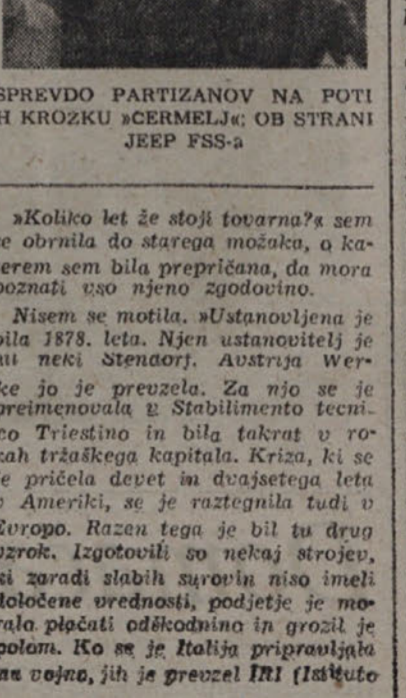 SPREVDO PARTIZANOV NA POTI
H KROZKU »ČERMELJ«; OB STRANI
JEEP FSS-a
»Koliko let že stoji tovarna?« sem
se obrnila do starega možaka, o ka-
terem sem bila prepričana, da mora
poznati vso njeno zgodovino.
Nisem se motila. »Ustanovljena je
bila 1878. leta. Njen ustanovitelj je
neki Stendorf. Avstrija Wer-
ke jo je prevzela. Za njo se je
preimenovala v Stabilimento tecni-
co Triestino in bila takrat v ro-
kah tržaškega kapitala. Kriza, ki se
je pričela devet in dvajsetega leta
v Ameriki, se je raztegnila tudi v
Evropo. Razen tega je bil tu drug
vzrok. Izgotovili so nekaj strojev,
ki zaradi slabih surovin niso imeli
določene vrednosti, podjetje je mo-
ralo plačati odškodnino in grozil je
polom. Ko se je Italija pripravljala
na vojno, jih je prevzel IRI (Istituto